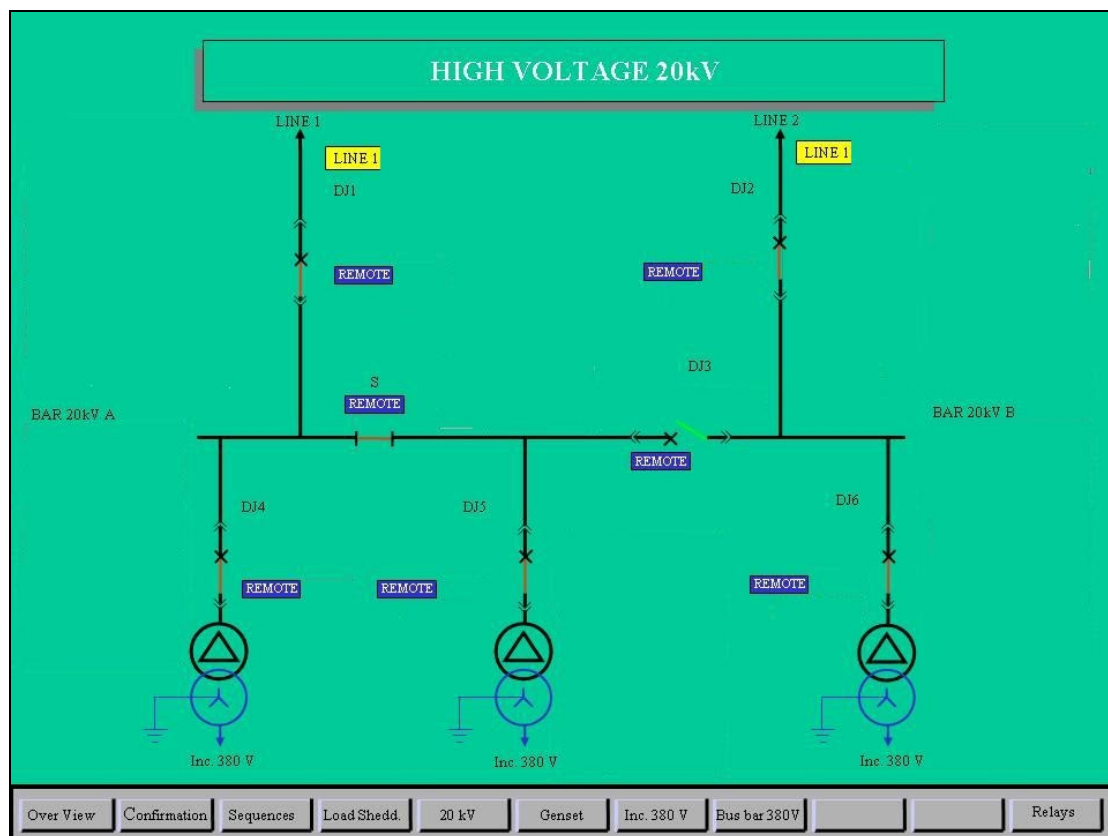 HIGH VOLTAGE 20kV
LINE 1
LINE 2
LINE 1
LINE 1
DJ1
DJ2
REMOTE
REMOTE
DJ3
S
REMOTE
BAR 20kV A
BAR 20kV B
REMOTE
DJ4
DJ5
DJ6
REMOTE
REMOTE
REMOTE
Inc. 380 V
Inc. 380 V
Inc. 380 V
Over View
Confirmation
Sequences
Load Shedd.
20 kV
Genset
Inc. 380 V
Bus bar 380V
Relays